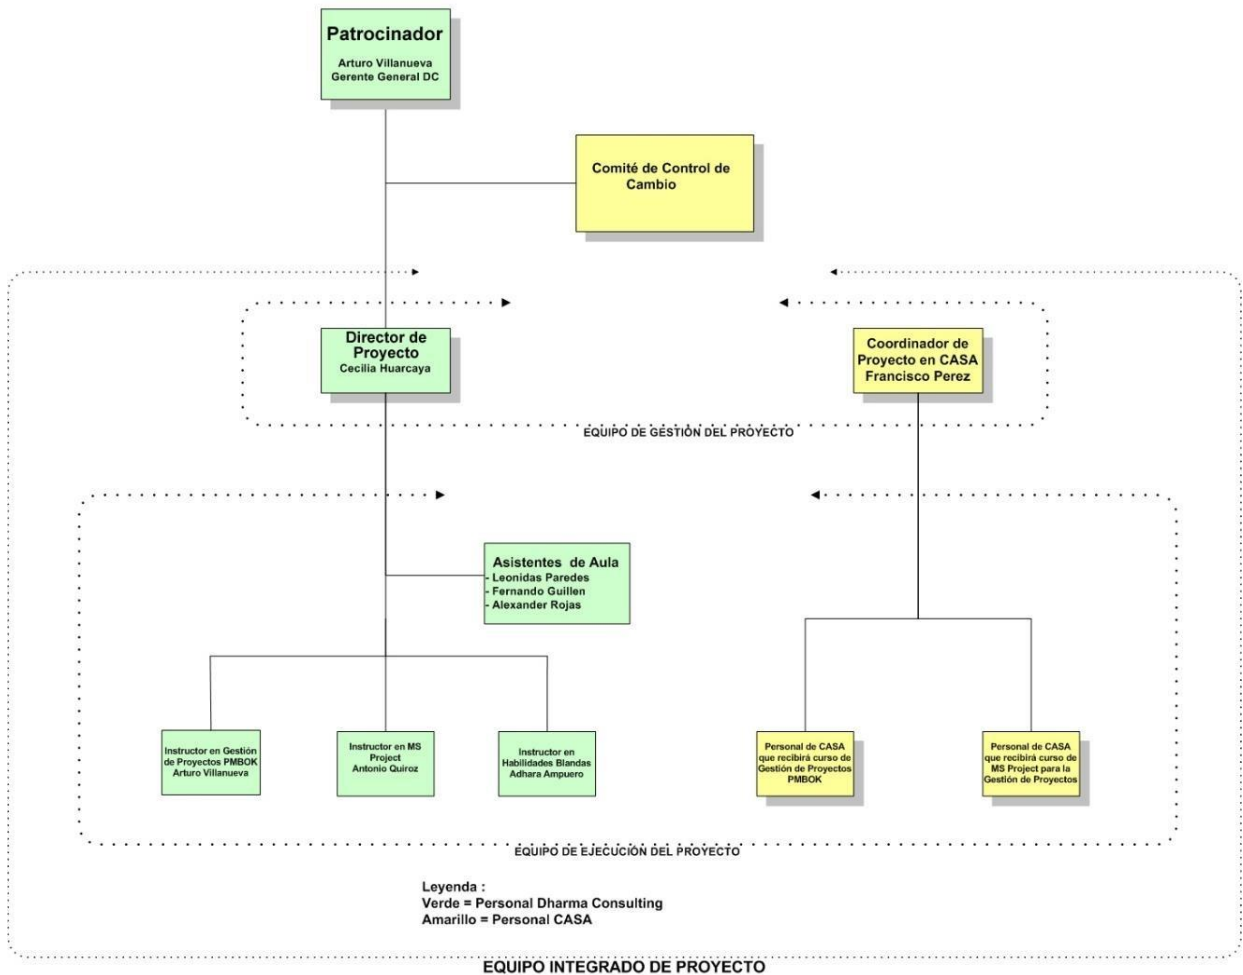 Patrocinador
Arturo Villanueva
Gerente General DC
Comité de Control de
Cambio
Director de
Proyecto
Cecilia Huarcaya
Coordinador de
Proyecto en CASA
Francisco Perez
EQUIPO DE GESTIÓN DEL PROYECTO
Asistentes de Aula
- Leonidas Paredes
- Fernando Guillen
- Alexander Rojas
Instructor en Gestión
de Proyectos PMBOK
Arturo Villanueva
Instructor en MS
Project
Antonio Quiroz
Instructor en
Habilidades Blandas
Adhara Ampuero
Personal de CASA
que recibirá curso de
Gestión de Proyectos
PMBOK
Personal de CASA
que recibirá curso de
MS Project para la
Gestión de Proyectos
EQUIPO DE EJECUCIÓN DEL PROYECTO
Leyenda :
Verde = Personal Dharma Consulting
Amarillo = Personal CASA
EQUIPO INTEGRADO DE PROYECTO